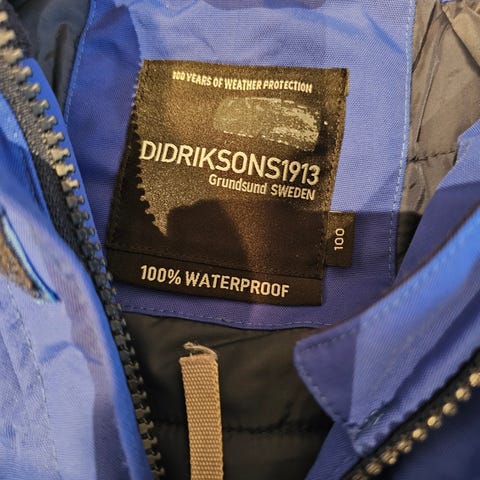 100 YEARS OF WEATHER PROTECTION
DIDRIKSONS1913
Grundsund SWEDEN
100
100% WATERPROOF